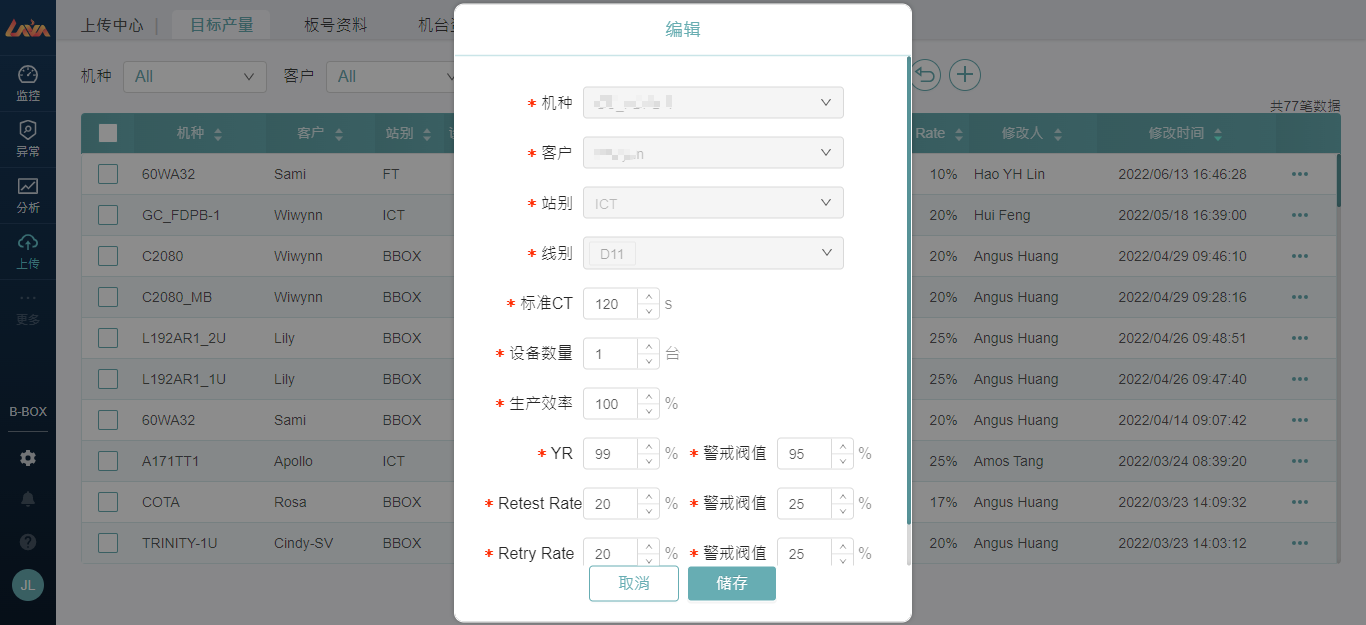 LAVA
上传中心
目标产量
板号资料
机台
机种
All
客户
All
共77笔数据
机种 客户 站别 Rate 修改人 修改时间
60WA32 Sami FT 10% Hao YH Lin 2022/06/13 16:46:28
GC_FDPB-1 Wiwynn ICT 20% Hui Feng 2022/05/18 16:39:00
C2080 Wiwynn BBOX 20% Angus Huang 2022/04/29 09:46:10
C2080_MB Wiwynn BBOX 20% Angus Huang 2022/04/29 09:28:16
L192AR1_2U Lily BBOX 25% Angus Huang 2022/04/26 09:48:51
L192AR1_1U Lily BBOX 25% Angus Huang 2022/04/26 09:47:40
60WA32 Sami BBOX 20% Angus Huang 2022/04/14 09:07:42
A171TT1 Apollo ICT 25% Amos Tang 2022/03/24 08:39:20
COTA Rosa BBOX 17% Angus Huang 2022/03/23 14:09:32
TRINITY-1U Cindy-SV BBOX 20% Angus Huang 2022/03/23 14:03:12
监控
异常
分析
上传
更多
B-BOX
JL
编辑
* 机种
* 客户
* 站别 ICT
* 线别 D11
* 标准CT 120 s
* 设备数量 1 台
* 生产效率 100 %
* YR 99 % * 警戒阀值 95 %
* Retest Rate 20 % * 警戒阀值 25 %
* Retry Rate 20 % * 警戒阀值 25 %
取消 储存